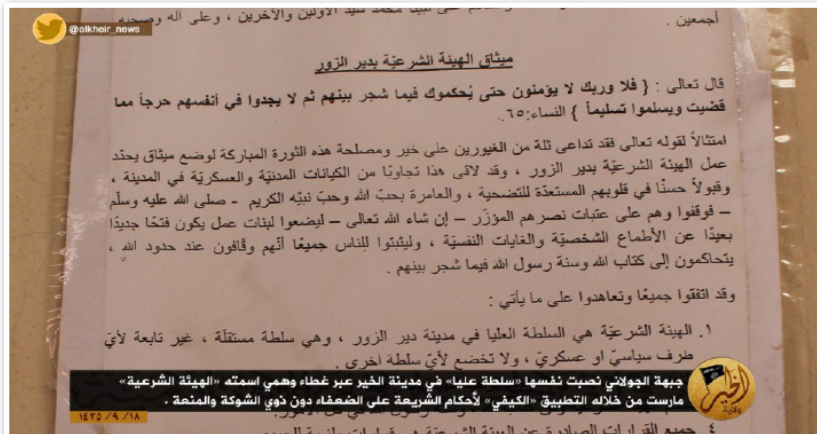 @alkheir_news
أجمعين .
ميثاق الهيئة الشرعيّة بدير الزور
قال تعالى : { فلا وربك لا يؤمنون حتى يُحكموك فيما شجر بينهم ثم لا يجدوا في أنفسهم حرجاً مما
قضيت ويسلموا تسليماً } النساء:٦٥ .
امتثالاً لقوله تعالى فقد تداعى ثلة من الغيورين على خير ومصلحة هذه الثورة المباركة لوضع ميثاق يحدّد
عمل الهيئة الشرعيّة بدير الزور ، وقد لاقى هذا تجاوبًا من الكيانات المدنيّة والعسكريّة في المدينة ،
وقبولاً حسنًا في قلوبهم المستعدّة للتضحية ، والعامرة بحبّ الله وحبّ نبيّه الكريم - صلى الله عليه وسلّم
– فوقفوا وهم على عتبات نصرهم المؤزّر – إن شاء الله تعالى – ليضعوا لبنات عمل يكون فتحًا جديدًا
بعيدًا عن الأطماع الشخصيّة والغايات النفسيّة ، وليثبتوا للناس جميعًا أنّهم وقّافون عند حدود الله ،
يتحاكمون إلى كتاب الله وسنة رسول الله فيما شجر بينهم .
وقد اتفقوا جميعًا وتعاهدوا على ما يأتي :
١. الهيئة الشرعيّة هي السلطة العليا في مدينة دير الزور ، وهي سلطة مستقلّة ، غير تابعة لأيّ
طرف سياسيّ او عسكريّ ، ولا تخضع لأيّ سلطة اخرى .
جبهة الجولاني نصبت نفسها «سلطة عليا» في مدينة الخير عبر غطاء وهمي اسمته «الهيئة الشرعية»
مارست من خلاله التطبيق «الكيفي» لأحكام الشريعة على الضعفاء دون ذوي الشوكة والمنعة .
ولاية
الخير
١٤٣٥ / ٩ / ١٨